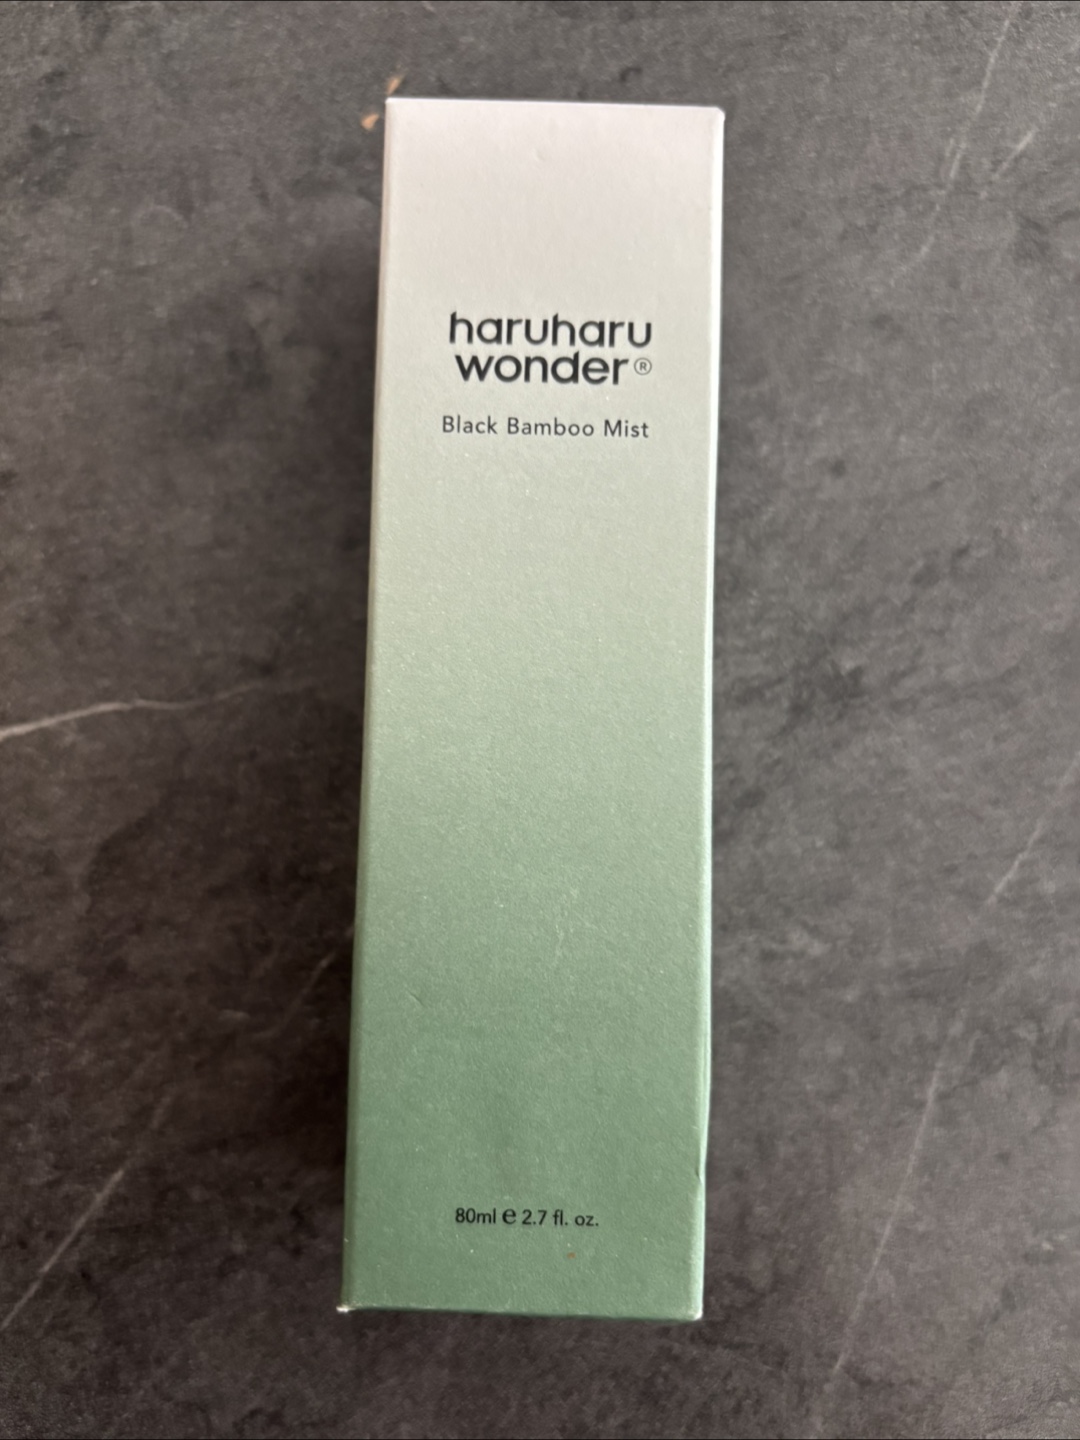 haruharu
wonder®
Black Bamboo Mist
80ml ℮ 2.7 fl. oz.